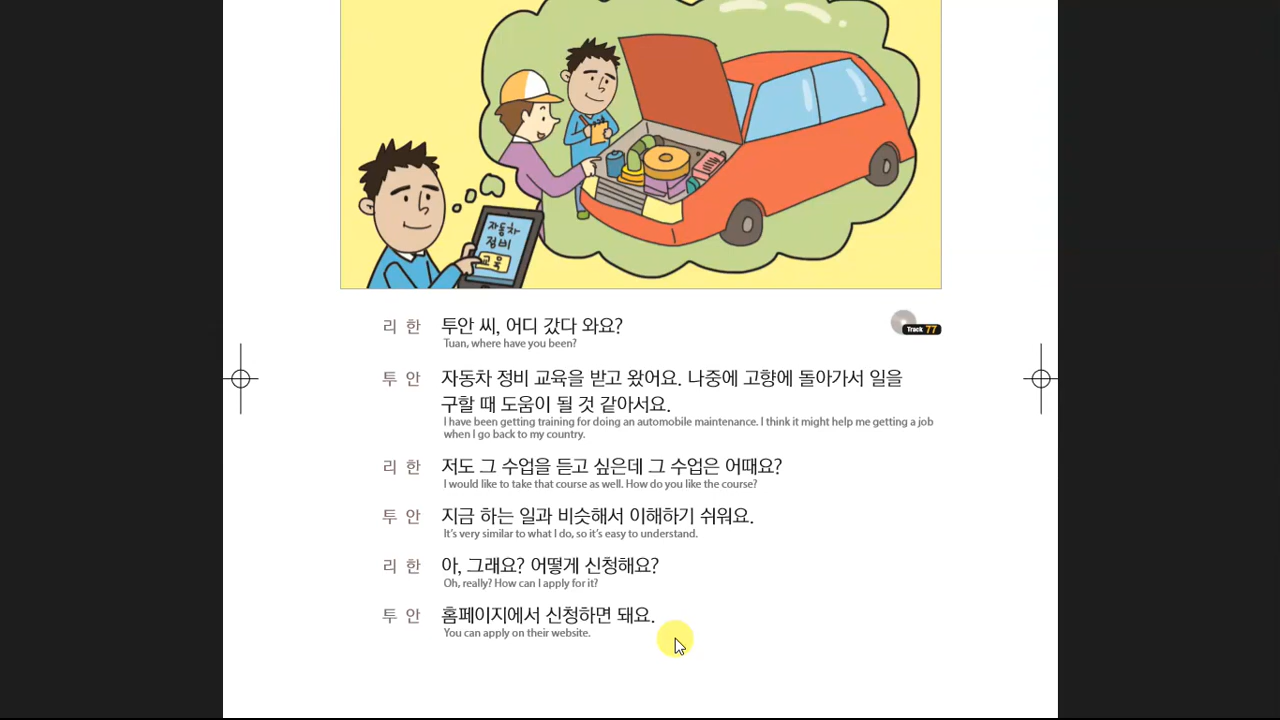 자동차
정비
교육
리 한 투안 씨, 어디 갔다 와요? Track 77
Tuan, where have you been?
투 안 자동차 정비 교육을 받고 왔어요. 나중에 고향에 돌아가서 일을
구할 때 도움이 될 것 같아서요.
I have been getting training for doing an automobile maintenance. I think it might help me getting a job
when I go back to my country.
리 한 저도 그 수업을 듣고 싶은데 그 수업은 어때요?
I would like to take that course as well. How do you like the course?
투 안 지금 하는 일과 비슷해서 이해하기 쉬워요.
It's very similar to what I do, so it's easy to understand.
리 한 아, 그래요? 어떻게 신청해요?
Oh, really? How can I apply for it?
투 안 홈페이지에서 신청하면 돼요.
You can apply on their website.